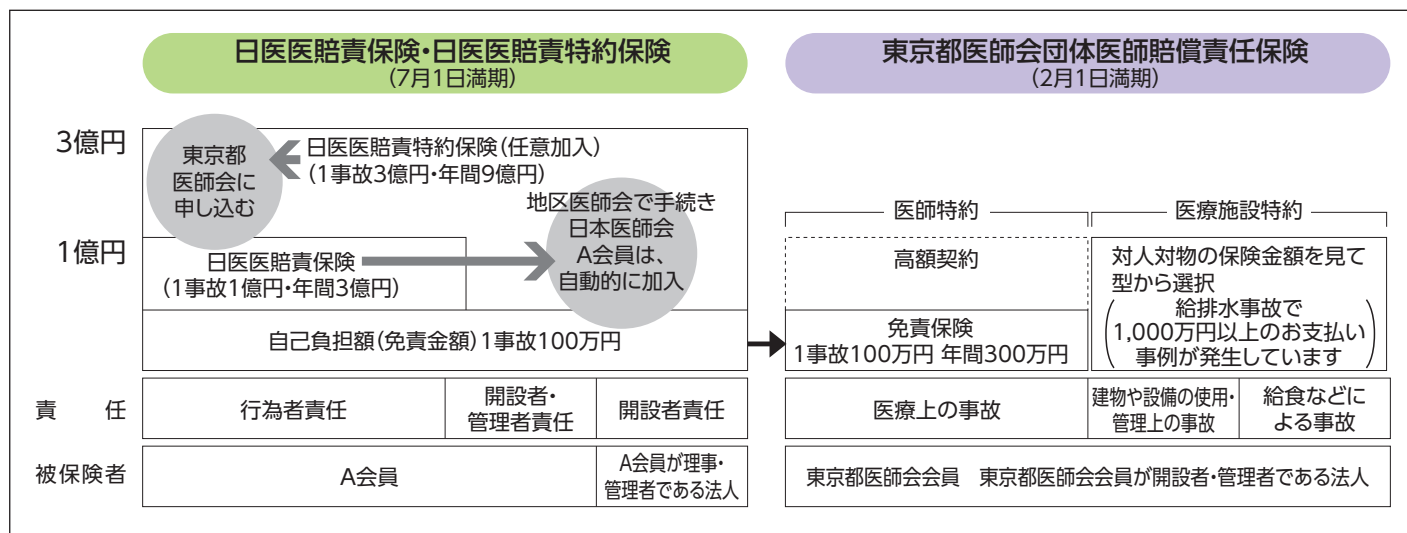 日医医賠責保険・日医医賠責特約保険
(7月1日満期)
東京都医師会団体医師賠償責任保険
(2月1日満期)
3億円
東京都
医師会に
申し込む
日医医賠責特約保険(任意加入)
(1事故3億円・年間9億円)
地区医師会で手続き
日本医師会
A会員は、
自動的に加入
1億円
日医医賠責保険
(1事故1億円・年間3億円)
自己負担額(免責金額)1事故100万円
医師特約
医療施設特約
高額契約
対人対物の保険金額を見て
型から選択
給排水事故で
1,000万円以上のお支払い
事例が発生しています
免責保険
1事故100万円 年間300万円
責 任
行為者責任
開設者・
管理者責任
開設者責任
医療上の事故
建物や設備の使用・
管理上の事故
給食などに
よる事故
被保険者
A会員
A会員が理事・
管理者である法人
東京都医師会会員 東京都医師会会員が開設者・管理者である法人